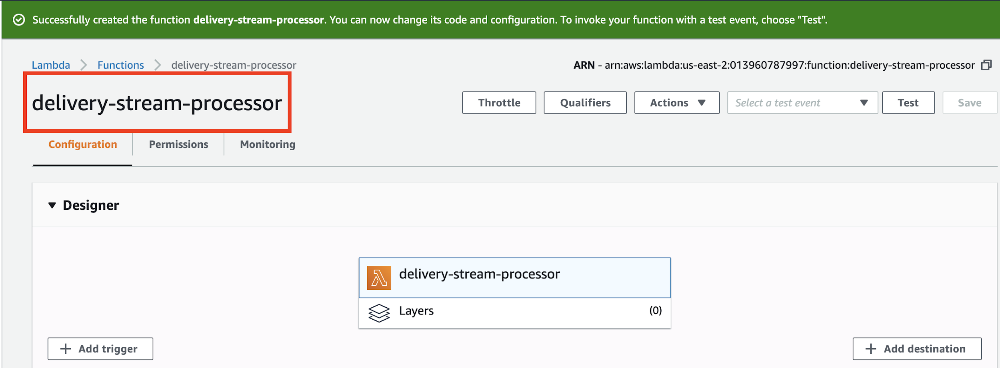 Successfully created the function delivery-stream-processor. You can now change its code and configuration. To invoke your function with a test event, choose "Test".
Lambda Functions delivery-stream-processor
ARN - arn:aws:lambda:us-east-2:013960787997:function:delivery-stream-processor
delivery-stream-processor
Throttle Qualifiers Actions Select a test event Test Save
Configuration Permissions Monitoring
Designer
delivery-stream-processor
Layers (0)
Add trigger Add destination